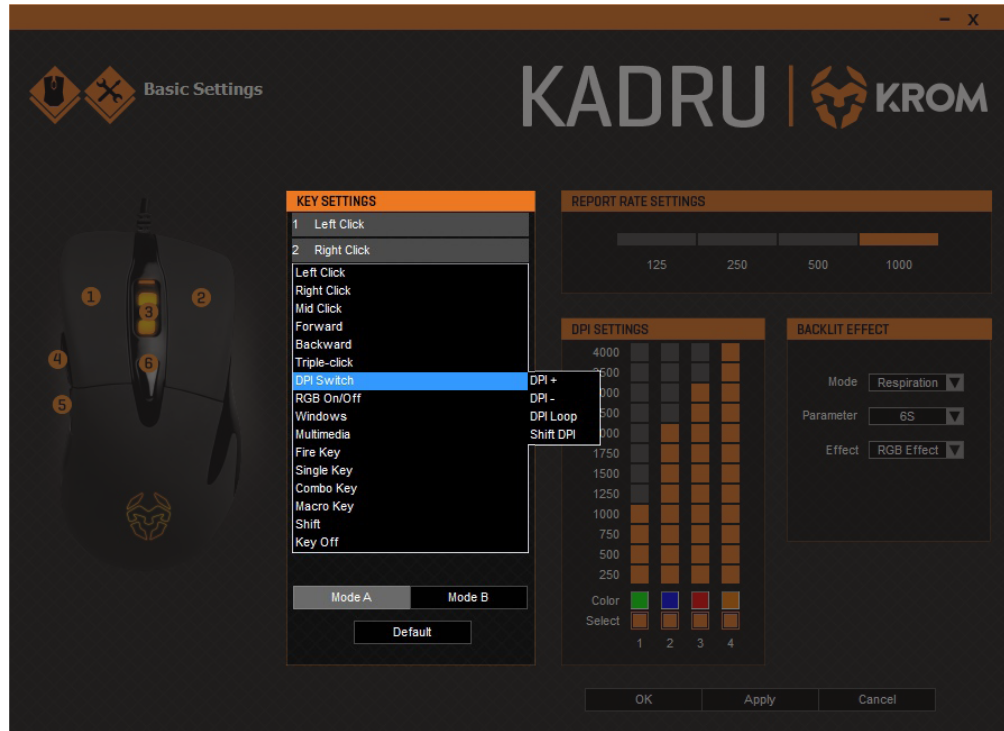 - X
Basic Settings
KADRU KROM
KEY SETTINGS
1 Left Click
2 Right Click
Left Click
Right Click
Mid Click
Forward
Backward
Triple-click
DPI Switch
RGB On/Off
Windows
Multimedia
Fire Key
Single Key
Combo Key
Macro Key
Shift
Key Off
DPI +
DPI -
DPI Loop
Shift DPI
Mode A Mode B
Default
1 2
3
4
6
5
REPORT RATE SETTINGS
125 250 500 1000
DPI SETTINGS
4000
1750
1500
1250
1000
750
500
250
Color
Select
1 2 3 4
BACKLIT EFFECT
Mode Respiration
Parameter 6S
Effect RGB Effect
OK Apply Cancel